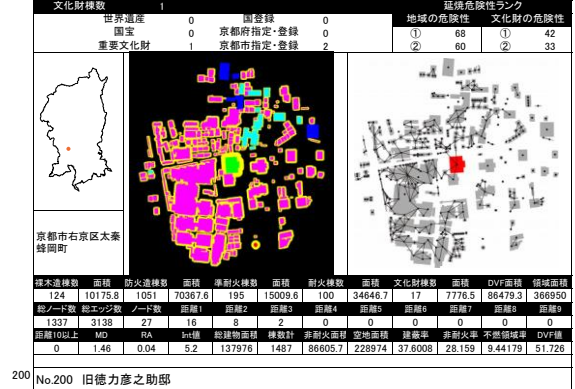 文化財棟数 1 延焼危険性ランク
世界遺産 0 国登録 0 地域の危険性 文化財の危険性
国宝 0 京都府指定・登録 0 ① 68 ① 42
重要文化財 1 京都市指定・登録 2 ② 60 ② 33
京都市右京区太秦
蜂岡町
裸木造棟数 面積 防火造棟数 面積 準耐火棟数 面積 耐火棟数 面積 文化財棟数 面積 DVF面積 領域面積
124 10175.8 1051 70367.6 195 15009.6 100 34646.7 17 7776.5 86479.3 366950
総ノード数 総エッジ数 ノード数 距離1 距離2 距離3 距離4 距離5 距離6 距離7 距離8 距離9
1337 3138 27 16 8 2 0 0 0 0 0 0
距離10以上 MD RA Int値 総建物面積 棟数計 非耐火面積 空地面積 建蔽率 非耐火率 不燃領域率 DVF値
0 1.46 0.04 5.2 137976 1487 86605.7 228974 37.6008 28.159 9.44179 51.726
200 No.200 旧徳力彦之助邸